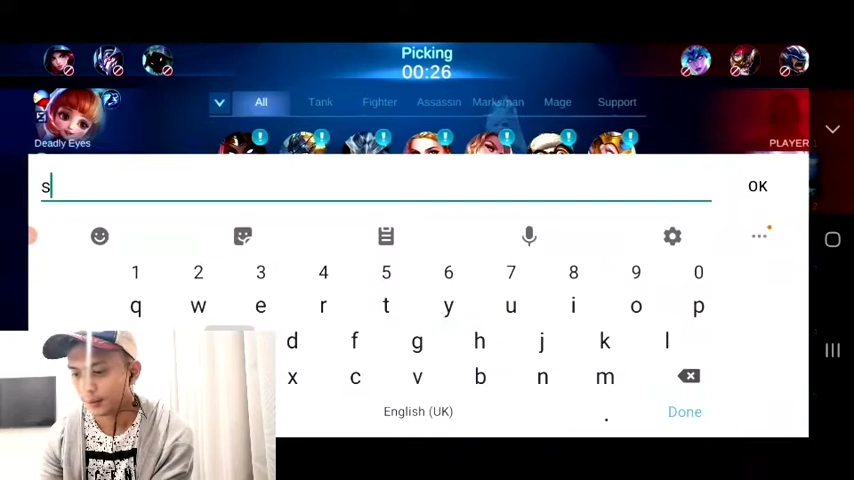 Picking
00:26
All Tank Fighter Assassin Marksman Mage Support
Deadly Eyes
PLAYER
s
OK
1 2 3 4 5 6 7 8 9 0
q w e r t y u i o p
d f g h j k l
x c v b n m
English (UK) . Done